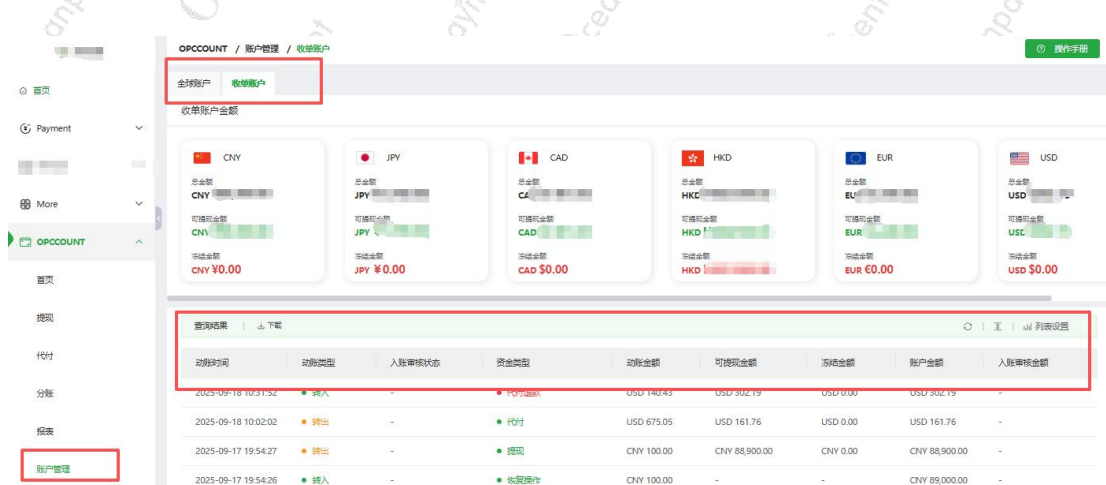 OPCCOUNT / 账户管理 / 收单账户
操作手册
全球账户 收单账户
首页
收单账户金额
Payment
CNY JPY CAD HKD EUR USD
总金额 总金额 总金额 总金额 总金额 总金额
CNY JPY HKD USD
More
可提现金额 可提现金额 可提现金额 可提现金额 可提现金额 可提现金额
JPY CAD HKD EUR
OPCCOUNT
冻结金额 冻结金额 冻结金额 冻结金额 冻结金额 冻结金额
CNY ¥0.00 JPY ¥0.00 CAD $0.00 HKD EUR €0.00 USD $0.00
首页
提现
代付
分账
报表
账户管理
查询结果 下载 列表设置
动账时间 动账类型 入账审核状态 资金类型 动账金额 可提现金额 冻结金额 账户金额 入账审核金额
2025-09-18 10:31:52 转入 - 代付退款 USD 140.43 USD 302.19 USD 0.00 USD 302.19 -
2025-09-18 10:02:02 转出 - 代付 USD 675.05 USD 161.76 USD 0.00 USD 161.76 -
2025-09-17 19:54:27 转出 - 提现 CNY 100.00 CNY 88,900.00 CNY 0.00 CNY 88,900.00 -
2025-09-17 19:54:26 转入 - 恢复操作 CNY 100.00 - - CNY 89,000.00 -